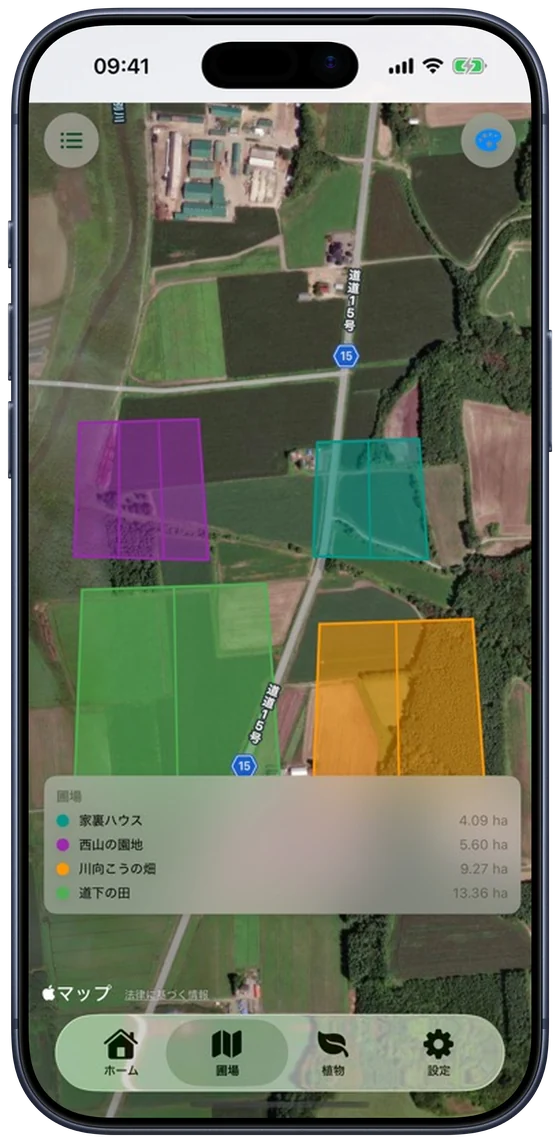 09:41
道道15号
15
道道15号
15
圃場
家裏ハウス 4.09 ha
西山の園地 5.60 ha
川向こうの畑 9.27 ha
道下の田 13.36 ha
マップ 法律に基づく情報
ホーム 圃場 植物 設定